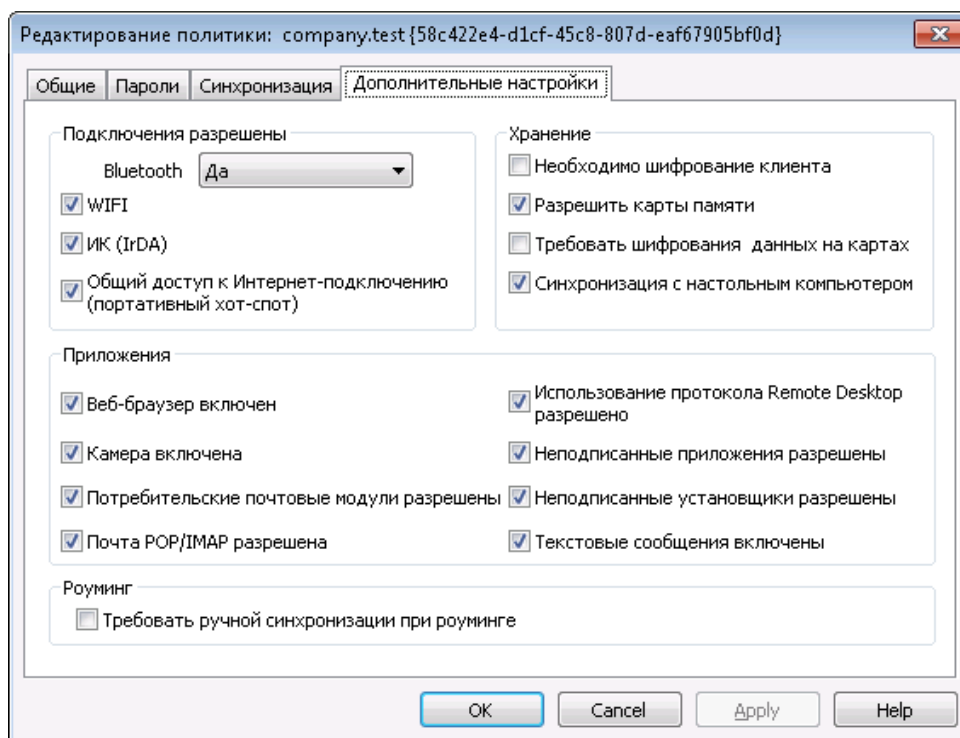 Редактирование политики: company.test {58c422e4-d1cf-45c8-807d-eaf67905bf0d}
Общие
Пароли
Синхронизация
Дополнительные настройки
Подключения разрешены
Bluetooth
Да
WIFI
ИК (IrDA)
Общий доступ к Интернет-подключению
(портативный хот-спот)
Хранение
Необходимо шифрование клиента
Разрешить карты памяти
Требовать шифрования данных на картах
Синхронизация с настольным компьютером
Приложения
Веб-браузер включен
Камера включена
Потребительские почтовые модули разрешены
Почта POP/IMAP разрешена
Использование протокола Remote Desktop
разрешено
Неподписанные приложения разрешены
Неподписанные установщики разрешены
Текстовые сообщения включены
Роуминг
Требовать ручной синхронизации при роуминге
OK
Cancel
Apply
Help